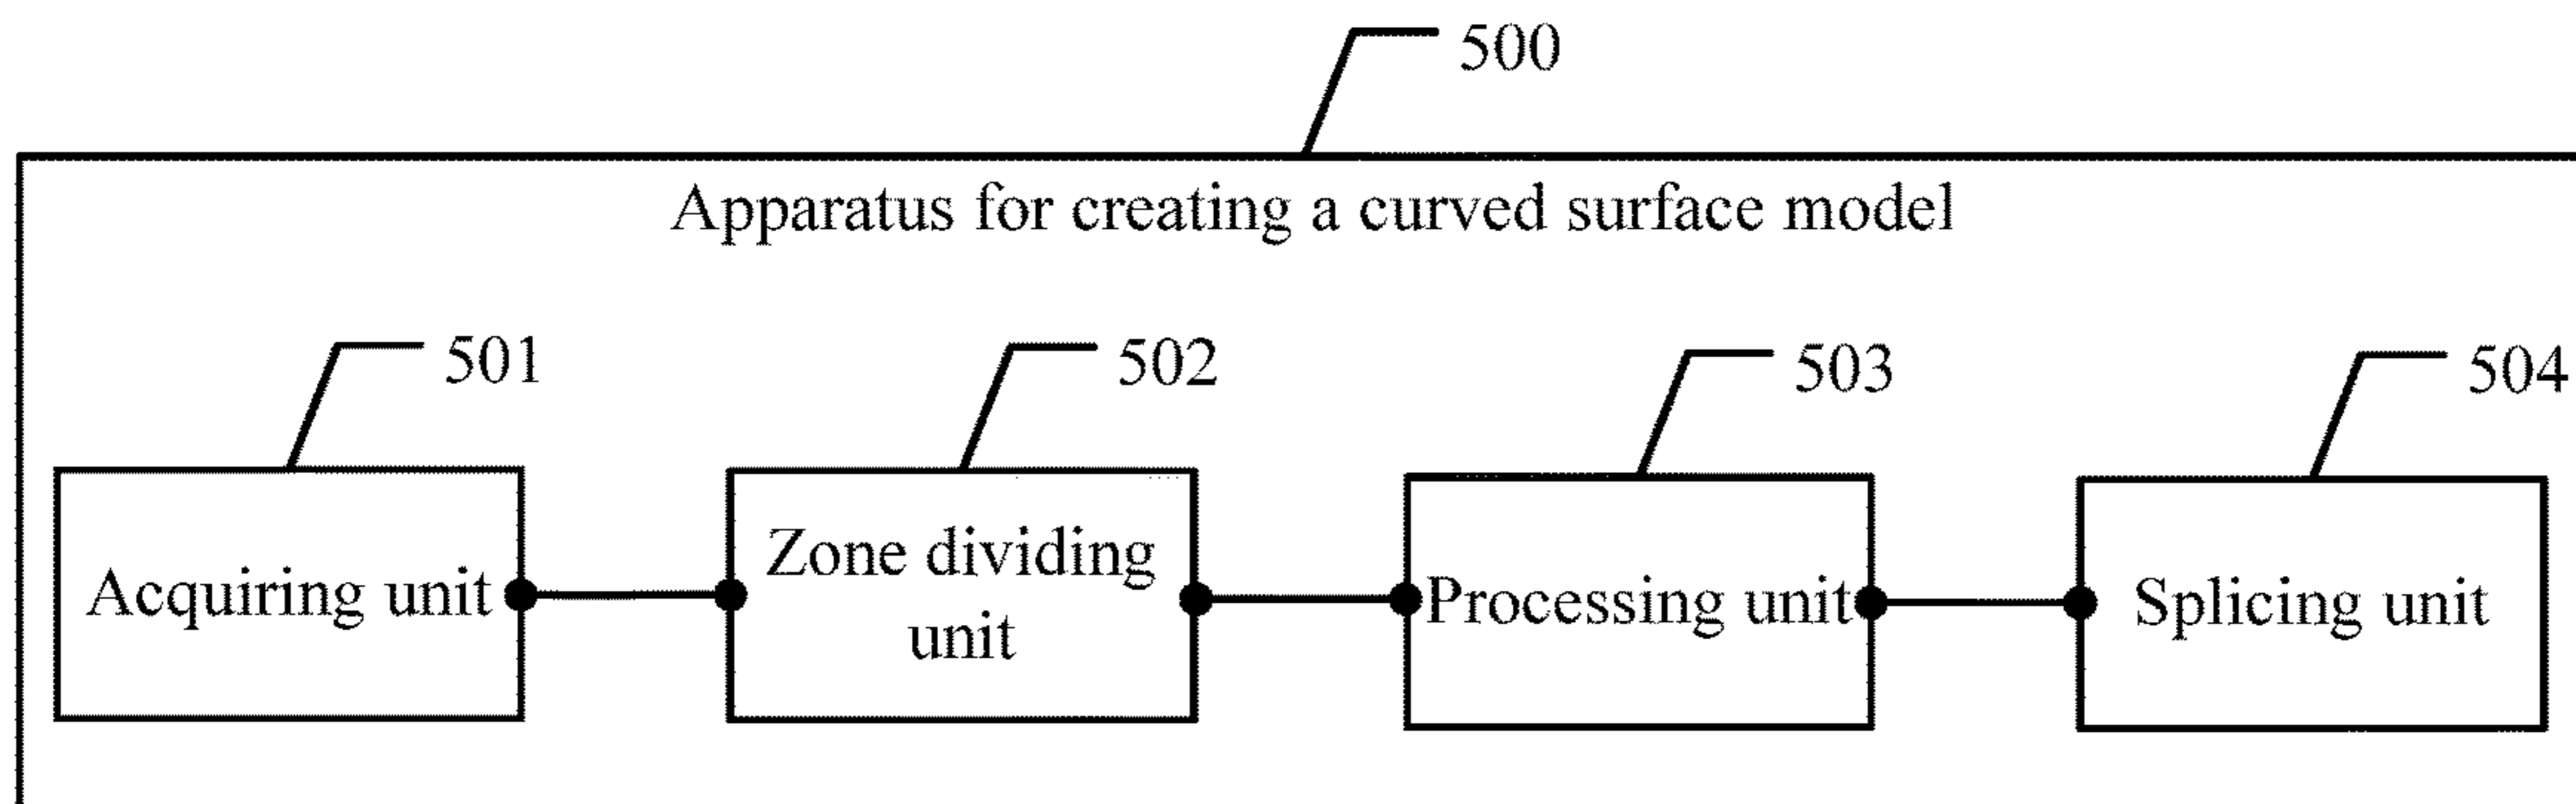 500
Apparatus for creating a curved surface model
501
502
503
504
Acquiring unit
Zone dividing
unit
Processing unit
Splicing unit